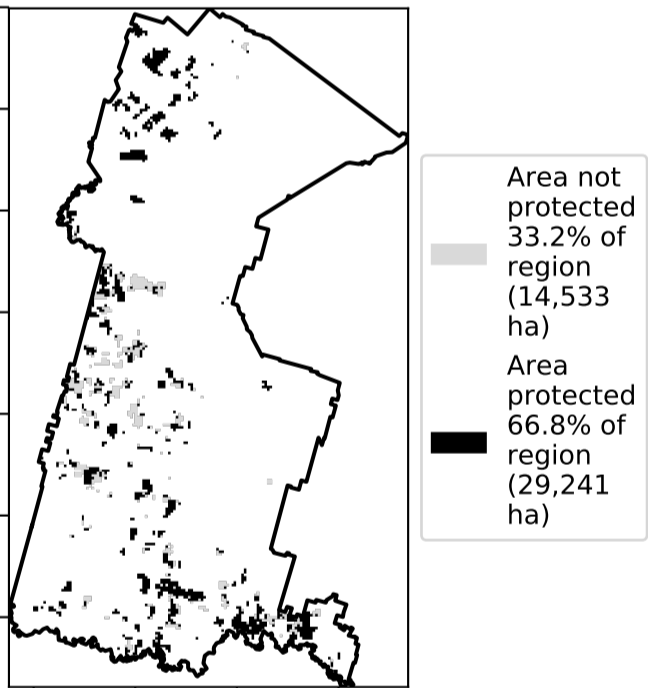 Area not
protected
33.2% of
region
(14,533
ha)
Area
protected
66.8% of
region
(29,241
ha)